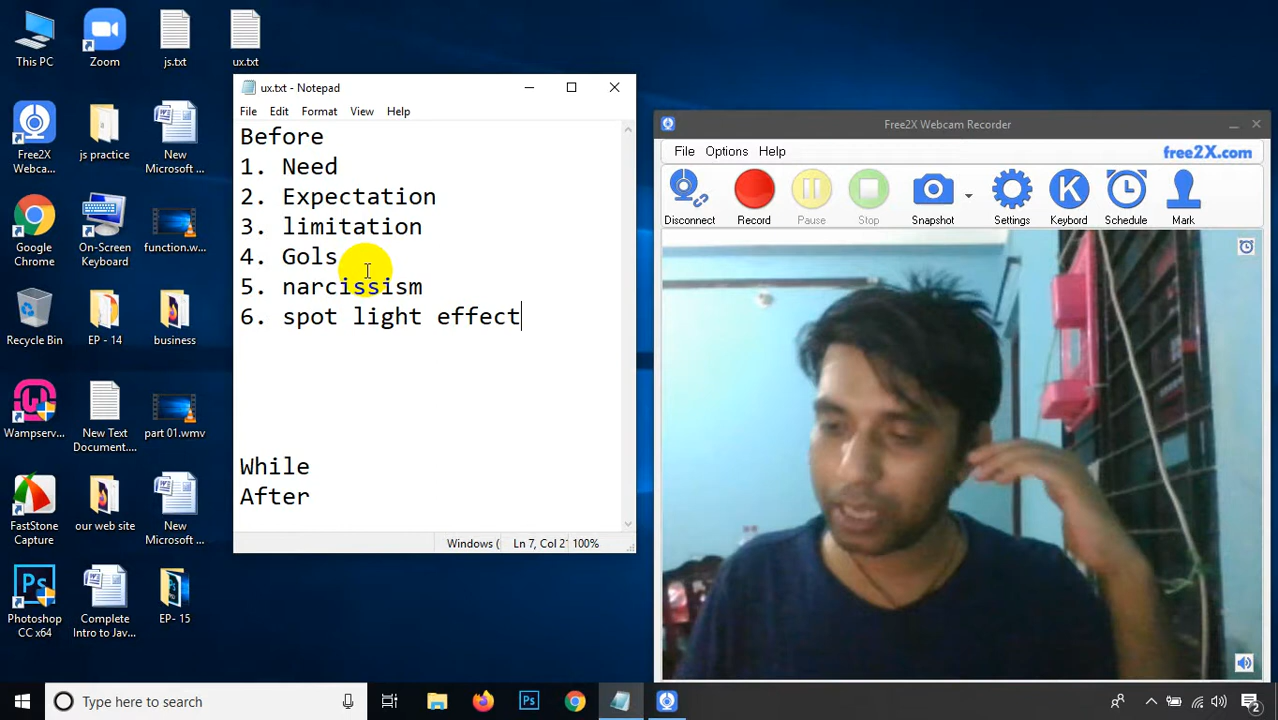 This PC
Zoom
js.txt
ux.txt
Free2X
Webca...
js practice
New
Microsoft ...
Google
Chrome
On-Screen
Keyboard
function.w...
Recycle Bin
EP - 14
business
Wampserv...
New Text
Document....
part 01.wmv
FastStone
Capture
our web site
New
Microsoft ...
Photoshop
CC x64
Complete
Intro to Jav...
EP- 15
ux.txt - Notepad
File Edit Format View Help
Before
1. Need
2. Expectation
3. limitation
4. Gols
5. narcissism
6. spot light effect
While
After
Windows ( Ln 7, Col 2 100%
Free2X Webcam Recorder
File Options Help
free2X.com
Disconnect Record Pause Stop Snapshot Settings Keybord Schedule Mark
K
Ps
Type here to search
Ps
2